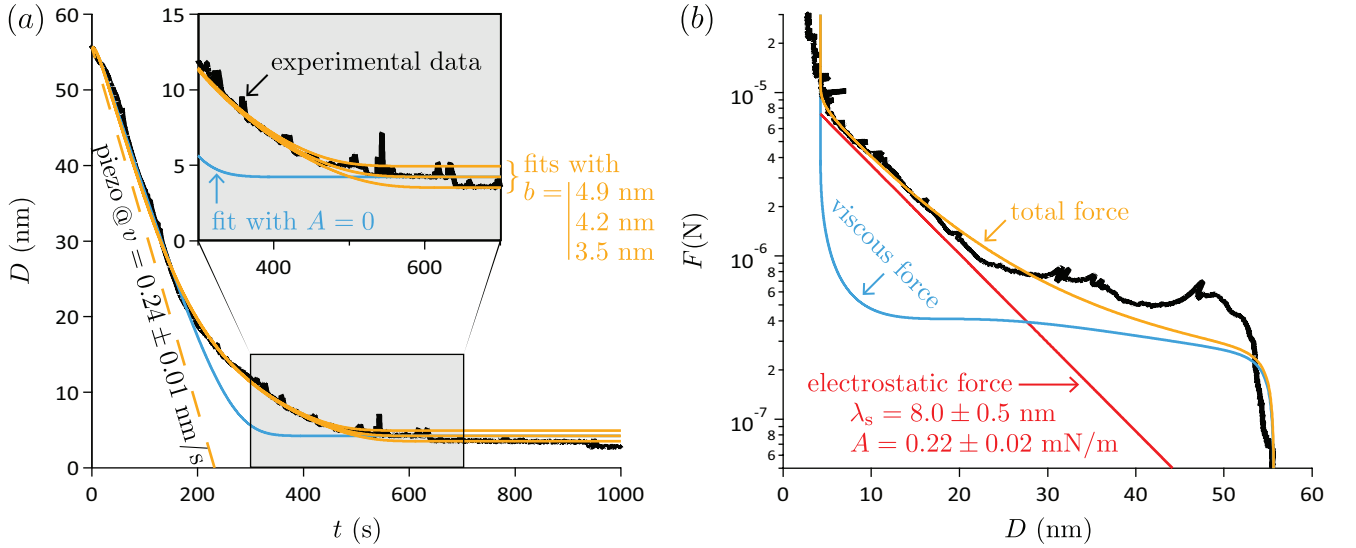 (a)
60
50
40
30
20
10
0
D (nm)
0
200
400
600
800
1000
t (s)
piezo @ v = 0.24 ± 0.01 nm/s
15
10
5
0
400
600
experimental data
fit with A = 0
fits with
b = 4.9 nm
4.2 nm
3.5 nm
(b)
2
10⁻⁵
8
6
4
2
10⁻⁶
8
6
4
2
10⁻⁷
8
6
F(N)
0
10
20
30
40
50
60
D (nm)
total force
viscous force
electrostatic force
λₛ = 8.0 ± 0.5 nm
A = 0.22 ± 0.02 mN/m